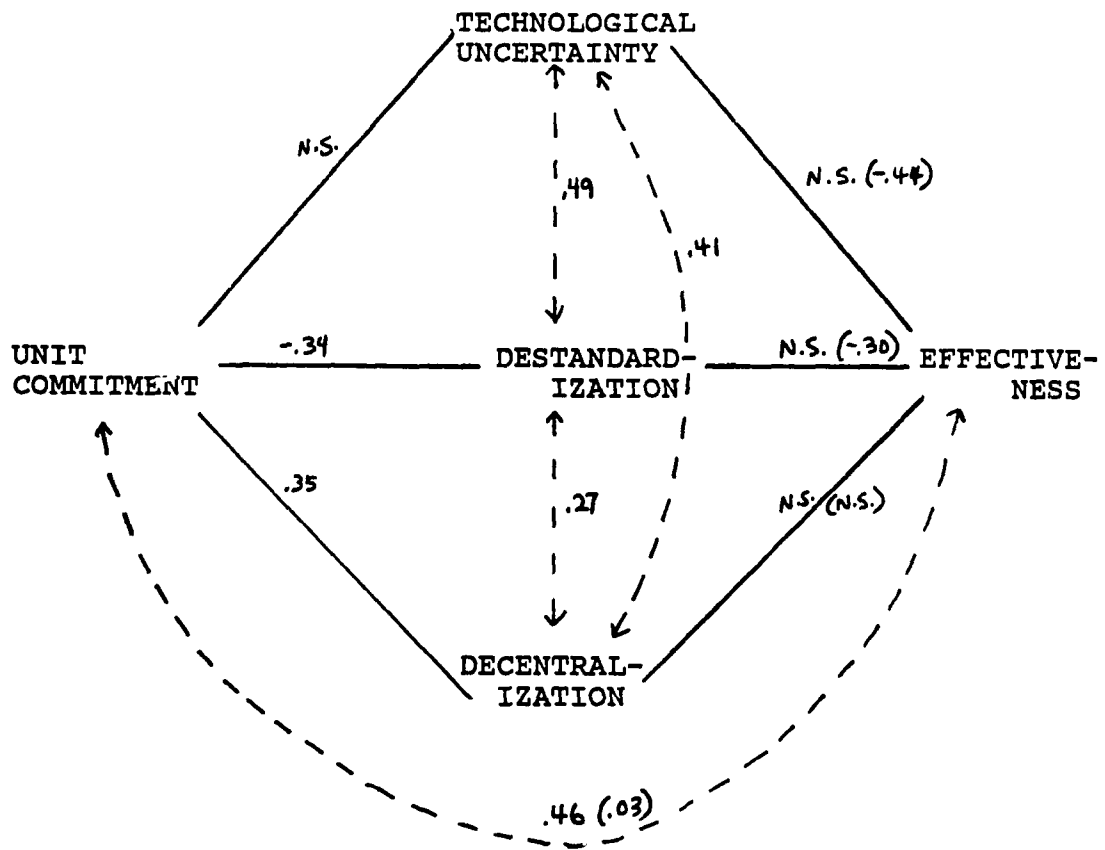 TECHNOLOGICAL
UNCERTAINTY
N.S.
N.S. (-.44)
.49
.41
UNIT
COMMITMENT
-.34
DESTANDARD-
IZATION
N.S. (-.30)
EFFECTIVE-
NESS
.35
.27
N.S. (N.S.)
DECENTRAL-
IZATION
.46 (.03)